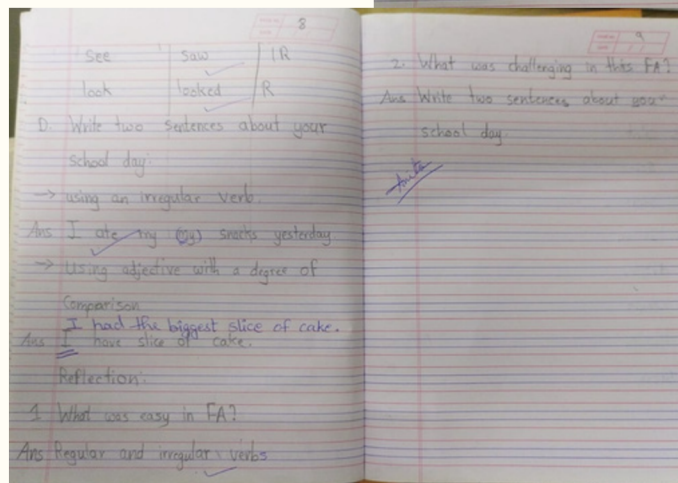 8
see saw IR
look looked R
D. Write two sentences about your
school day.
→ using an irregular verb.
Ans I ate my (my) snacks yesterday
→ Using adjective with a degree of
Comparison
I had the biggest slice of cake.
Ans I have slice of cake.
Reflection:
1. What was easy in FA?
Ans Regular and irregular verbs
9
2. What was challenging in this FA?
Ans Write two sentences about your
school day.